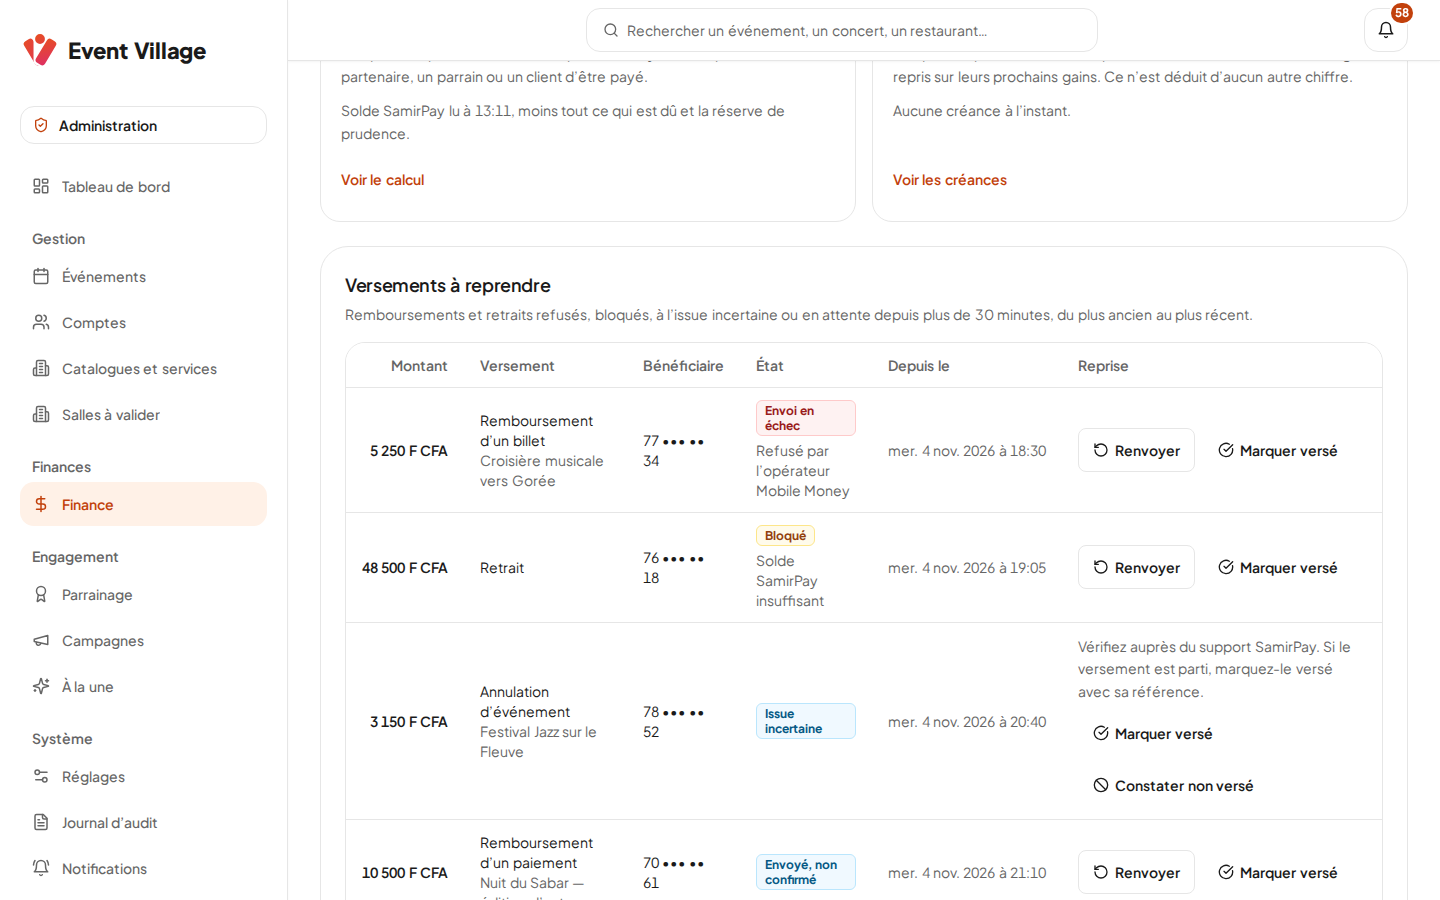 Event Village
Rechercher un événement, un concert, un restaurant...
58
Administration
Tableau de bord
Gestion
Événements
Comptes
Catalogues et services
Salles à valider
Finances
Finance
Engagement
Parrainage
Campagnes
À la une
Système
Réglages
Journal d'audit
Notifications
partenaire, un parrain ou un client d'être payé.
Solde SamirPay lu à 13:11, moins tout ce qui est dû et la réserve de
prudence.
Voir le calcul
repris sur leurs prochains gains. Ce n'est déduit d'aucun autre chiffre.
Aucune créance à l'instant.
Voir les créances
Versements à reprendre
Remboursements et retraits refusés, bloqués, à l'issue incertaine ou en attente depuis plus de 30 minutes, du plus ancien au plus récent.
Montant Versement Bénéficiaire État Depuis le Reprise
5 250 F CFA
Remboursement
d'un billet
Croisière musicale
vers Gorée
77 ••• ••
34
Envoi en
échec
Refusé par
l'opérateur
Mobile Money
mer. 4 nov. 2026 à 18:30
Renvoyer
Marquer versé
48 500 F CFA
Retrait
76 ••• ••
18
Bloqué
Solde
SamirPay
insuffisant
mer. 4 nov. 2026 à 19:05
Renvoyer
Marquer versé
3 150 F CFA
Annulation
d'événement
Festival Jazz sur le
Fleuve
78 ••• ••
52
Issue
incertaine
mer. 4 nov. 2026 à 20:40
Vérifiez auprès du support SamirPay. Si le
versement est parti, marquez-le versé
avec sa référence.
Marquer versé
Constater non versé
10 500 F CFA
Remboursement
d'un paiement
Nuit du Sabar —
70 ••• ••
61
Envoyé, non
confirmé
mer. 4 nov. 2026 à 21:10
Renvoyer
Marquer versé